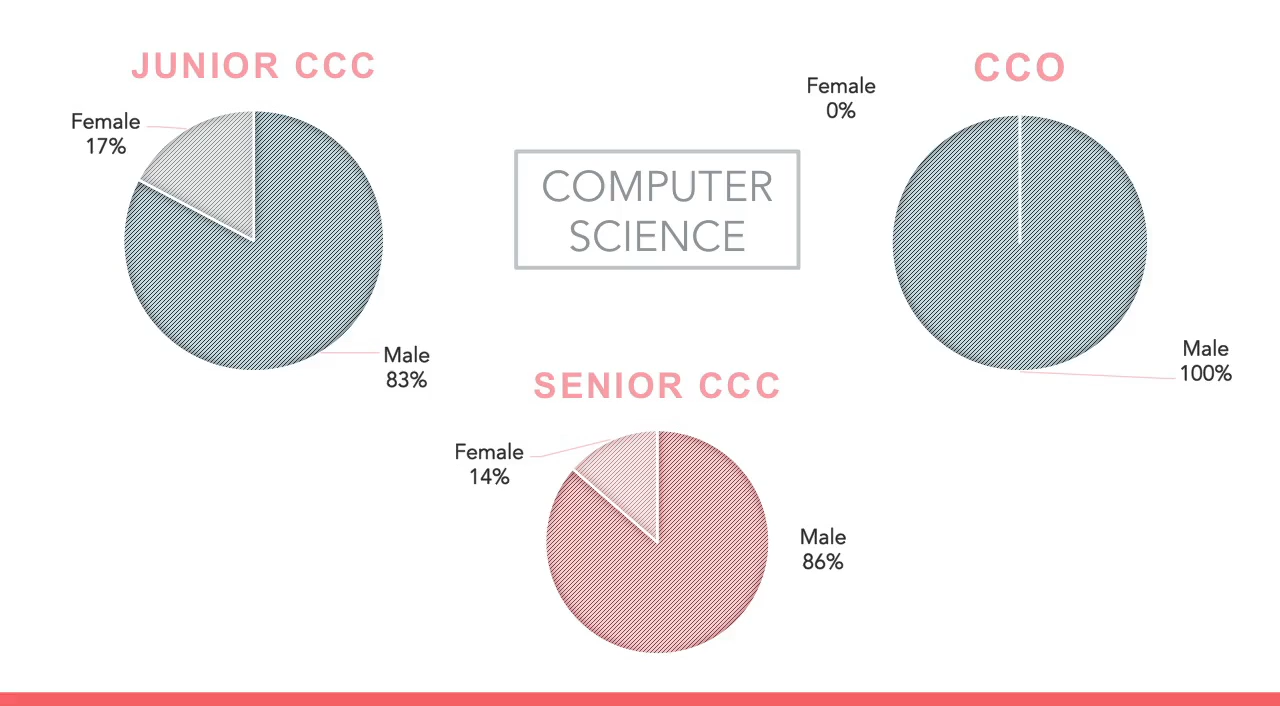 JUNIOR CCC
Female
17%
Male
83%
COMPUTER
SCIENCE
CCO
Female
0%
Male
100%
SENIOR CCC
Female
14%
Male
86%